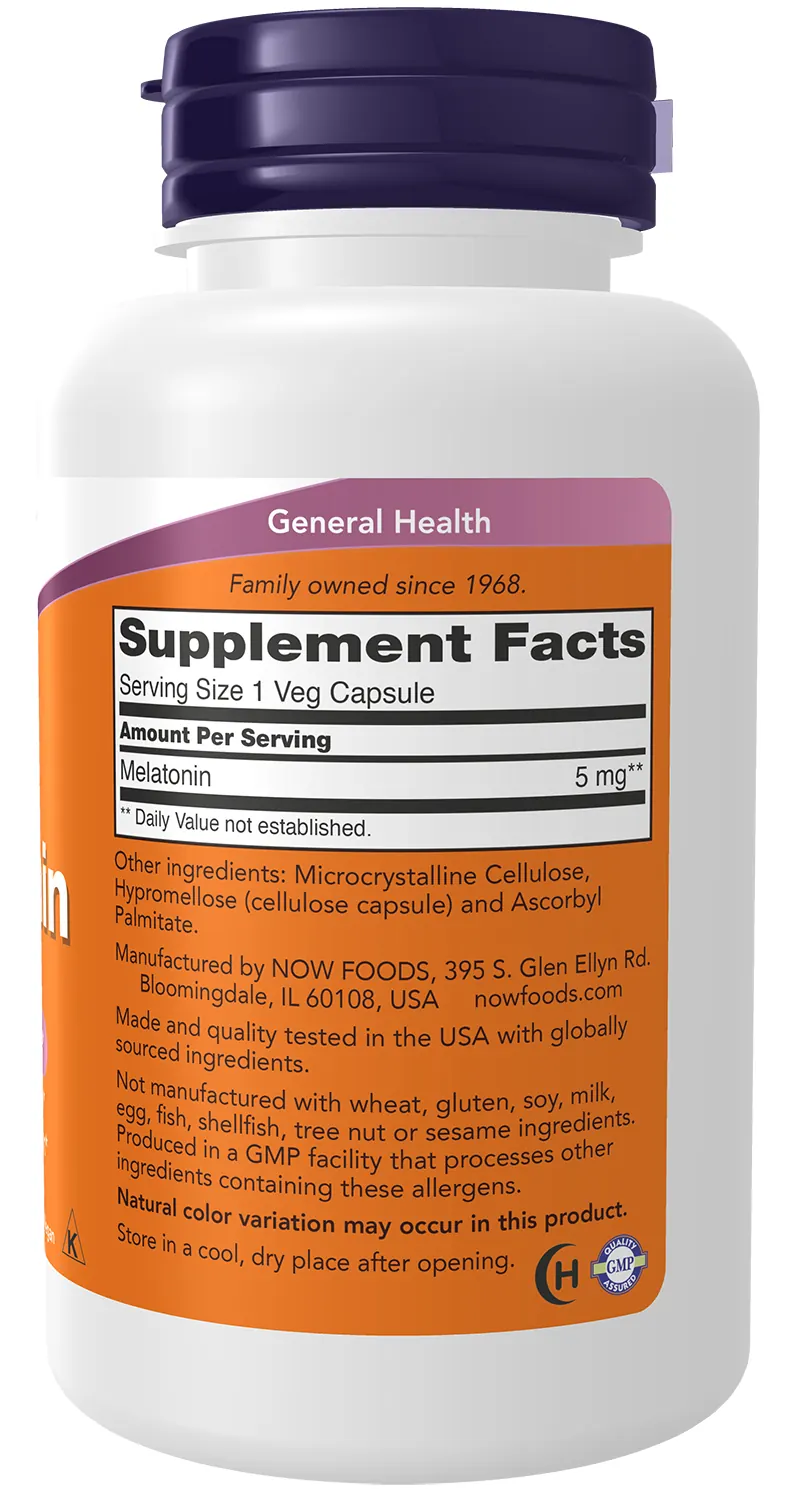 General Health
Family owned since 1968.
Supplement Facts
Serving Size 1 Veg Capsule
Amount Per Serving
Melatonin 5 mg**
** Daily Value not established.
Other ingredients: Microcrystalline Cellulose,
Hypromellose (cellulose capsule) and Ascorbyl
Palmitate.
in
Manufactured by NOW FOODS, 395 S. Glen Ellyn Rd.
Bloomingdale, IL 60108, USA nowfoods.com
Made and quality tested in the USA with globally
sourced ingredients.
Not manufactured with wheat, gluten, soy, milk,
egg, fish, shellfish, tree nut or sesame ingredients.
Produced in a GMP facility that processes other
ingredients containing these allergens.
Natural color variation may occur in this product.
Store in a cool, dry place after opening.
K
H
QUALITY
GMP
ASSURED